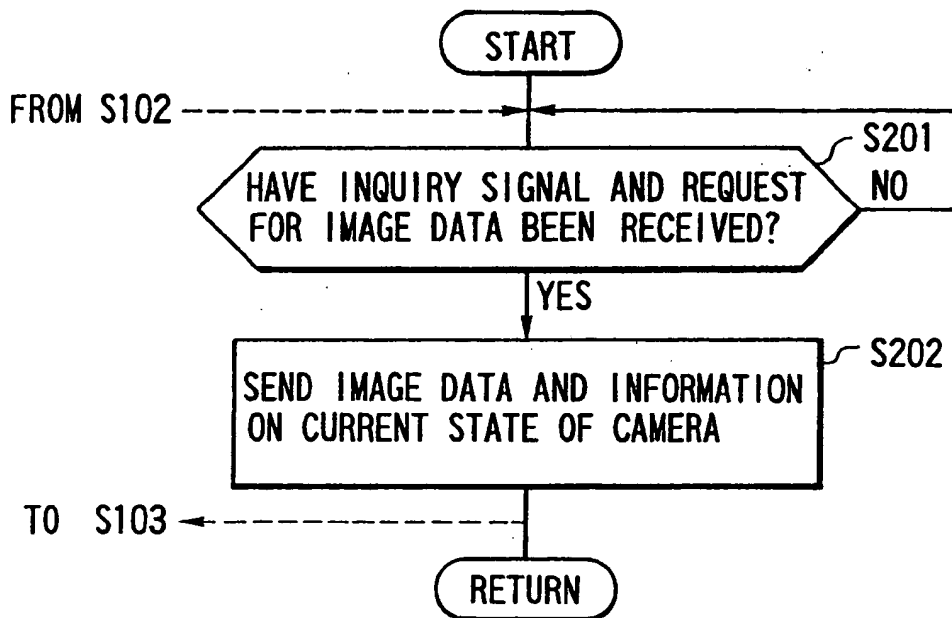 START
FROM S102
S201
HAVE INQUIRY SIGNAL AND REQUEST
FOR IMAGE DATA BEEN RECEIVED?
NO
YES
S202
SEND IMAGE DATA AND INFORMATION
ON CURRENT STATE OF CAMERA
TO S103
RETURN